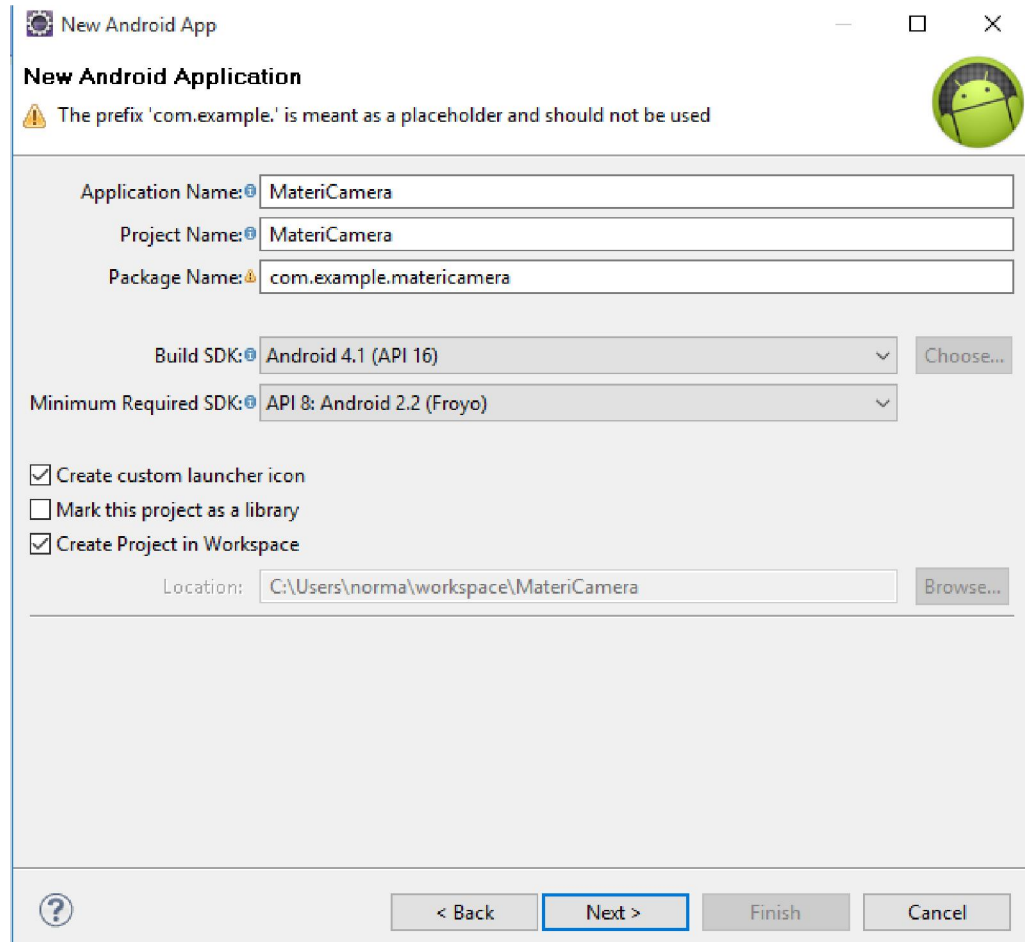 New Android App
New Android Application
The prefix 'com.example.' is meant as a placeholder and should not be used
Application Name: MateriCamera
Project Name: MateriCamera
Package Name: com.example.matericamera
Build SDK: Android 4.1 (API 16) Choose...
Minimum Required SDK: API 8: Android 2.2 (Froyo)
Create custom launcher icon
Mark this project as a library
Create Project in Workspace
Location: C:\Users\norma\workspace\MateriCamera Browse...
? < Back Next > Finish Cancel